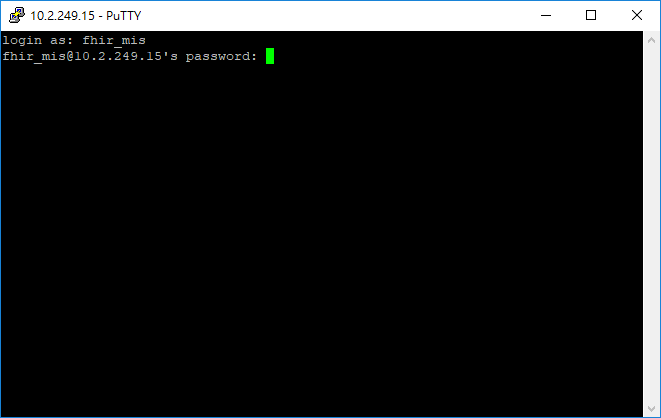 10.2.249.15 - PuTTY
login as: fhir_mis
fhir_mis@10.2.249.15's password: